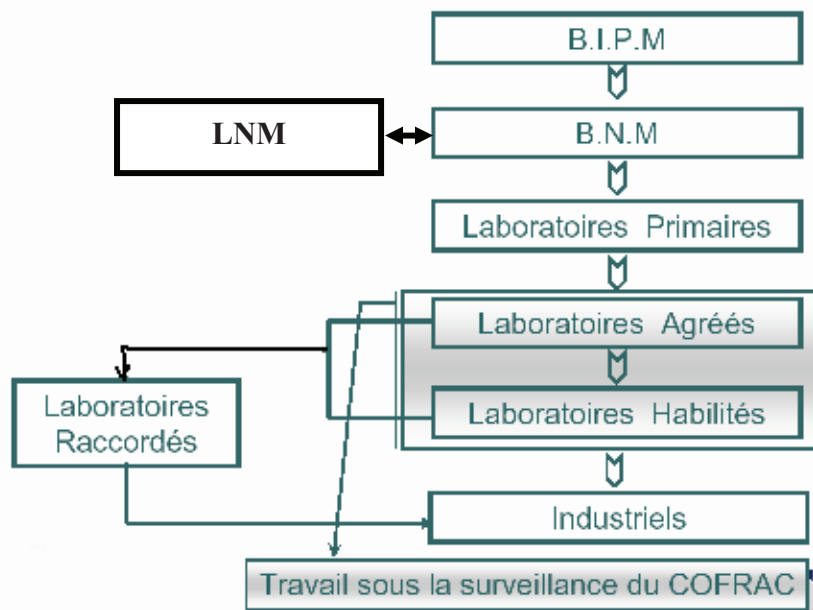 B.I.P.M
LNM
B.N.M
Laboratoires Primaires
Laboratoires Agréés
Laboratoires
Raccordés
Laboratoires Habilités
Industriels
Travail sous la surveillance du COFRAC